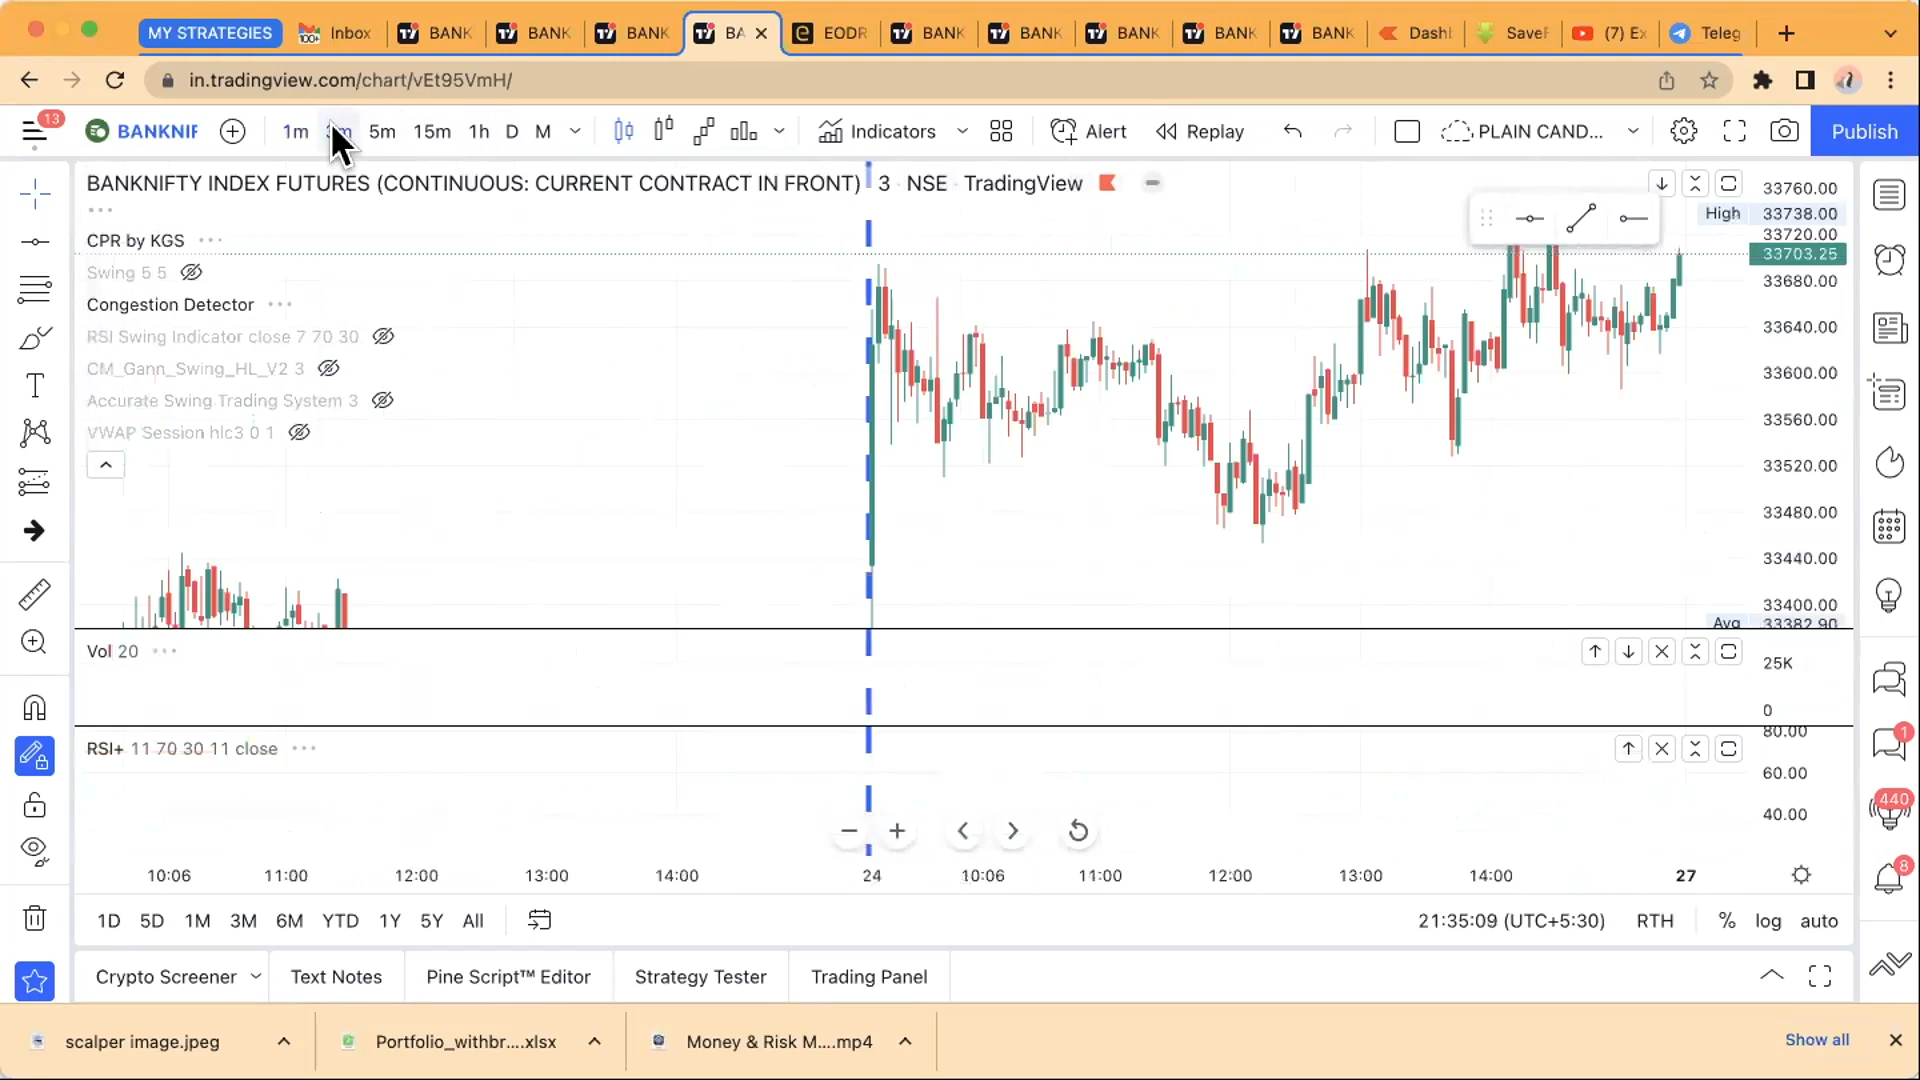 MY STRATEGIES
100+ Inbox
BANK
BANK
BANK
BA
EODR
BANK
BANK
BANK
BANK
BANK
Dash
SaveF
(7) Ex
Teleg
in.tradingview.com/chart/vEt95VmH/
13
BANKNIF
1m
5m
15m
1h
D
M
Indicators
Alert
Replay
PLAIN CAND...
Publish
BANKNIFTY INDEX FUTURES (CONTINUOUS: CURRENT CONTRACT IN FRONT) 3 · NSE · TradingView
CPR by KGS
Swing 5 5
Congestion Detector
RSI Swing Indicator close 7 70 30
CM_Gann_Swing_HL_V2 3
Accurate Swing Trading System 3
VWAP Session hlc3 0 1
33760.00
High 33738.00
33720.00
33703.25
33680.00
33640.00
33600.00
33560.00
33520.00
33480.00
33440.00
33400.00
Avg 33382.90
Vol 20
25K
0
RSI+ 11 70 30 11 close
80.00
60.00
40.00
10:06
11:00
12:00
13:00
14:00
24
10:06
11:00
12:00
13:00
14:00
27
1D
5D
1M
3M
6M
YTD
1Y
5Y
All
21:35:09 (UTC+5:30)
RTH
%
log
auto
1
440
8
Crypto Screener
Text Notes
Pine Script™ Editor
Strategy Tester
Trading Panel
scalper image.jpeg
Portfolio_withbr....xlsx
Money & Risk M....mp4
Show all